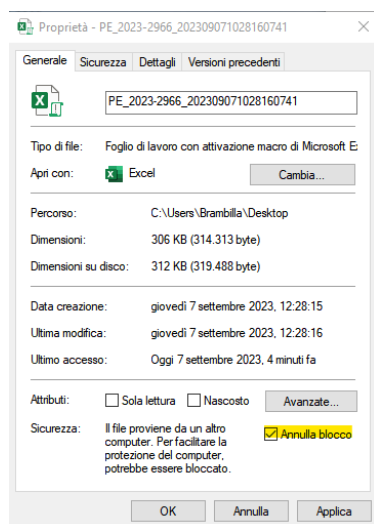 Proprietà - PE_2023-2966_202309071028160741
Generale Sicurezza Dettagli Versioni precedenti
PE_2023-2966_202309071028160741
Tipo di file: Foglio di lavoro con attivazione macro di Microsoft E
Apri con: Excel Cambia...
Percorso: C:\Users\Brambilla\Desktop
Dimensioni: 306 KB (314.313 byte)
Dimensioni su disco: 312 KB (319.488 byte)
Data creazione: giovedì 7 settembre 2023, 12:28:15
Ultima modifica: giovedì 7 settembre 2023, 12:28:16
Ultimo accesso: Oggi 7 settembre 2023, 4 minuti fa
Attributi: Sola lettura Nascosto Avanzate...
Sicurezza: Il file proviene da un altro
computer. Per facilitare la
protezione del computer,
potrebbe essere bloccato.
Annulla blocco
OK Annulla Applica